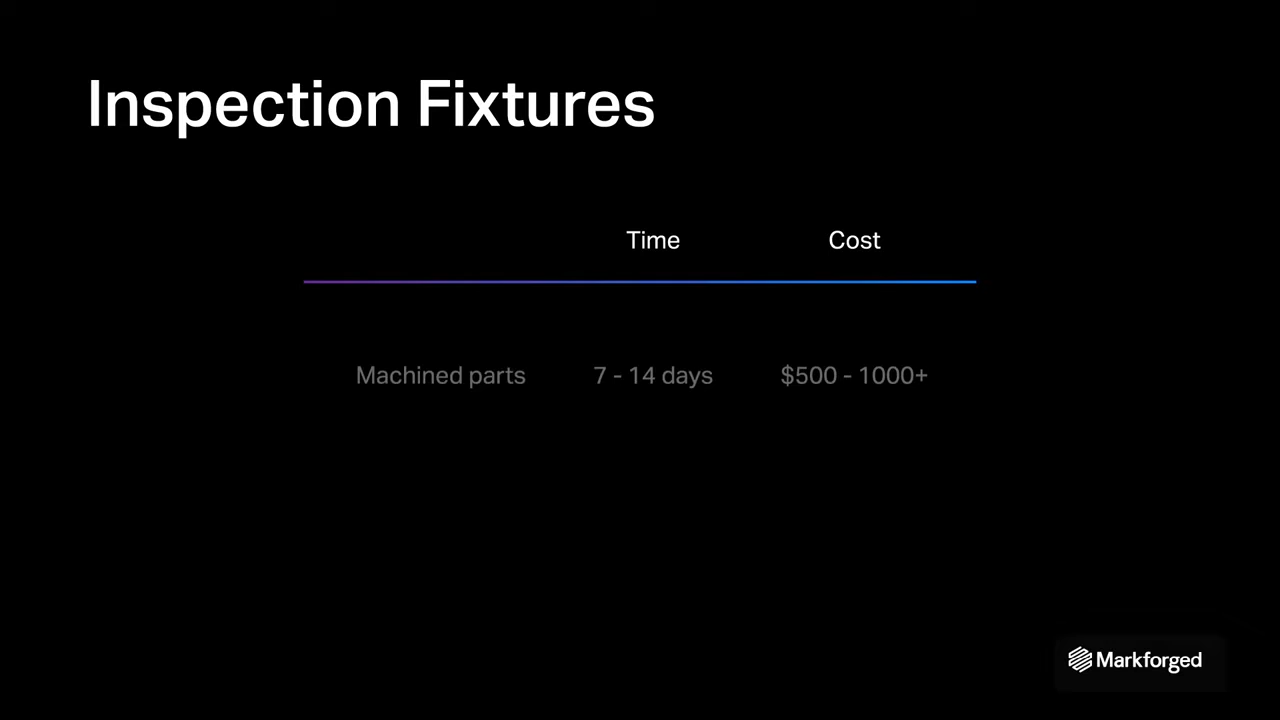 Inspection Fixtures
Time Cost
Machined parts 7 - 14 days $500 - 1000+
Markforged